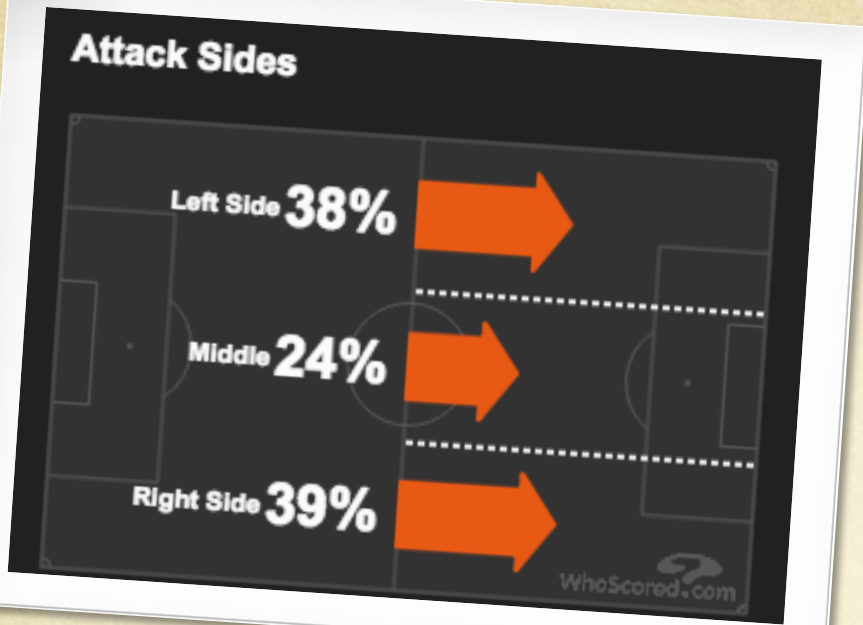 Attack Sides
Left Side 38%
Middle 24%
Right Side 39%
WhoScored.com